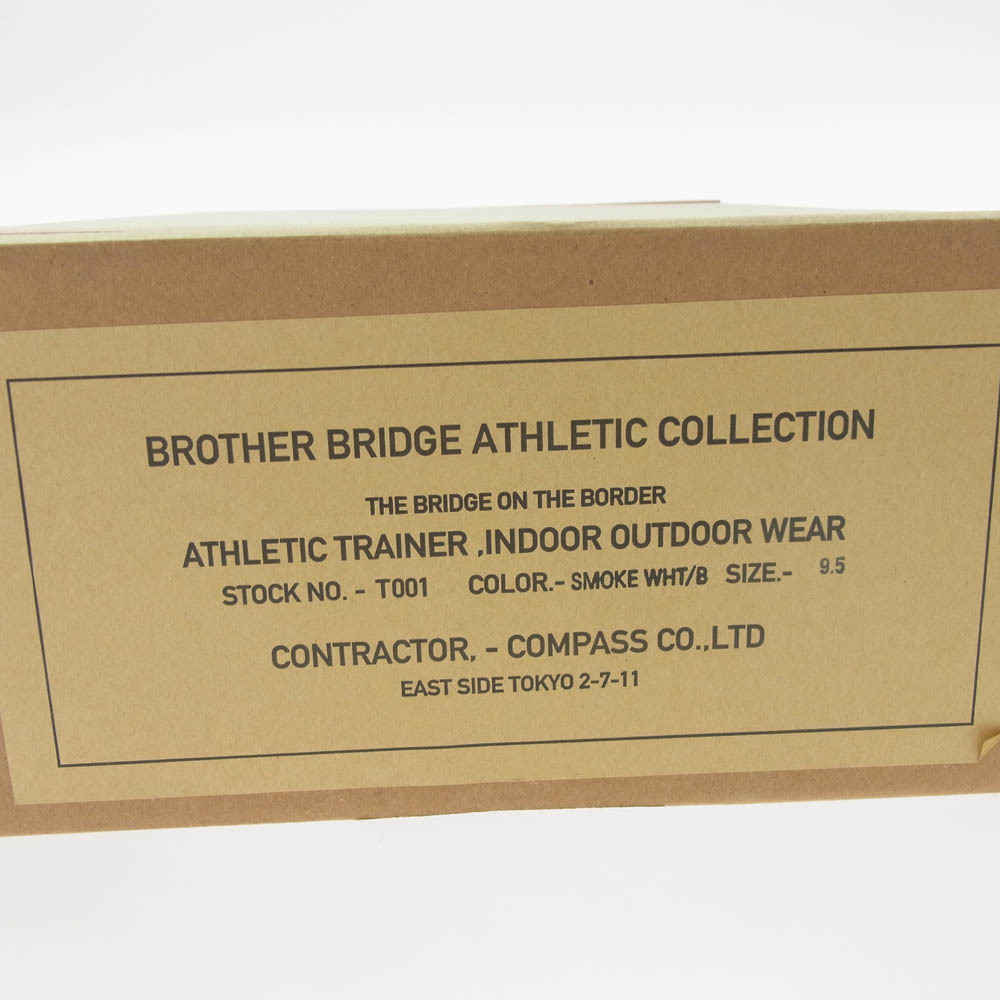 BROTHER BRIDGE ATHLETIC COLLECTION
THE BRIDGE ON THE BORDER
ATHLETIC TRAINER ,INDOOR OUTDOOR WEAR
STOCK NO. - T001 COLOR.- SMOKE WHT/B SIZE.- 9.5
CONTRACTOR, - COMPASS CO.,LTD
EAST SIDE TOKYO 2-7-11